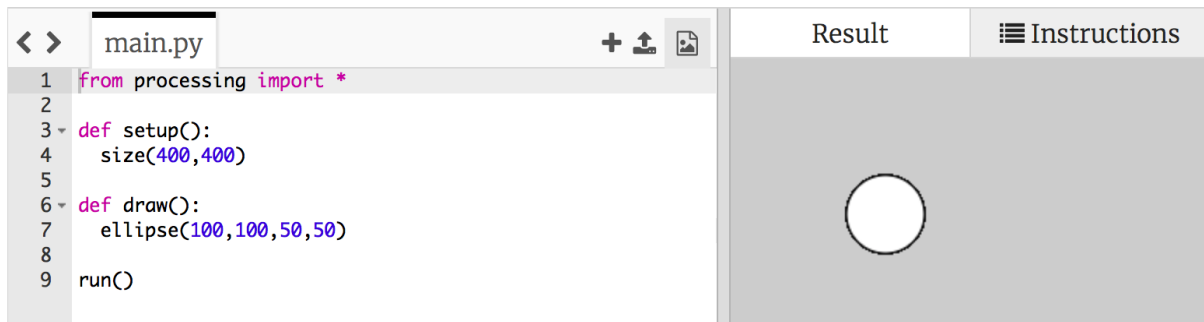 main.py
Result
Instructions
1 from processing import *
2
3 def setup():
4   size(400,400)
5
6 def draw():
7   ellipse(100,100,50,50)
8
9 run()